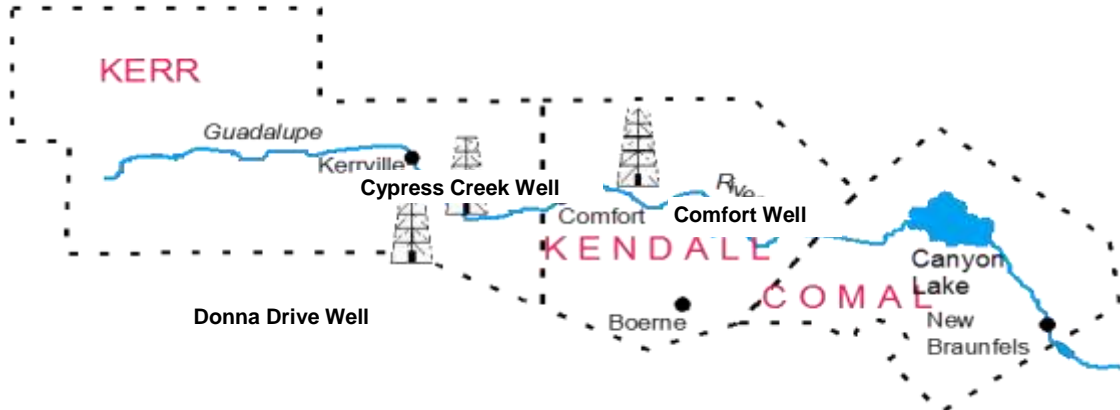 KERR
Guadalupe
Kerrville
Cypress Creek Well
Comfort
Comfort Well
KENDALL
Canyon
Lake
COMAL
Donna Drive Well
Boerne
New
Braunfels